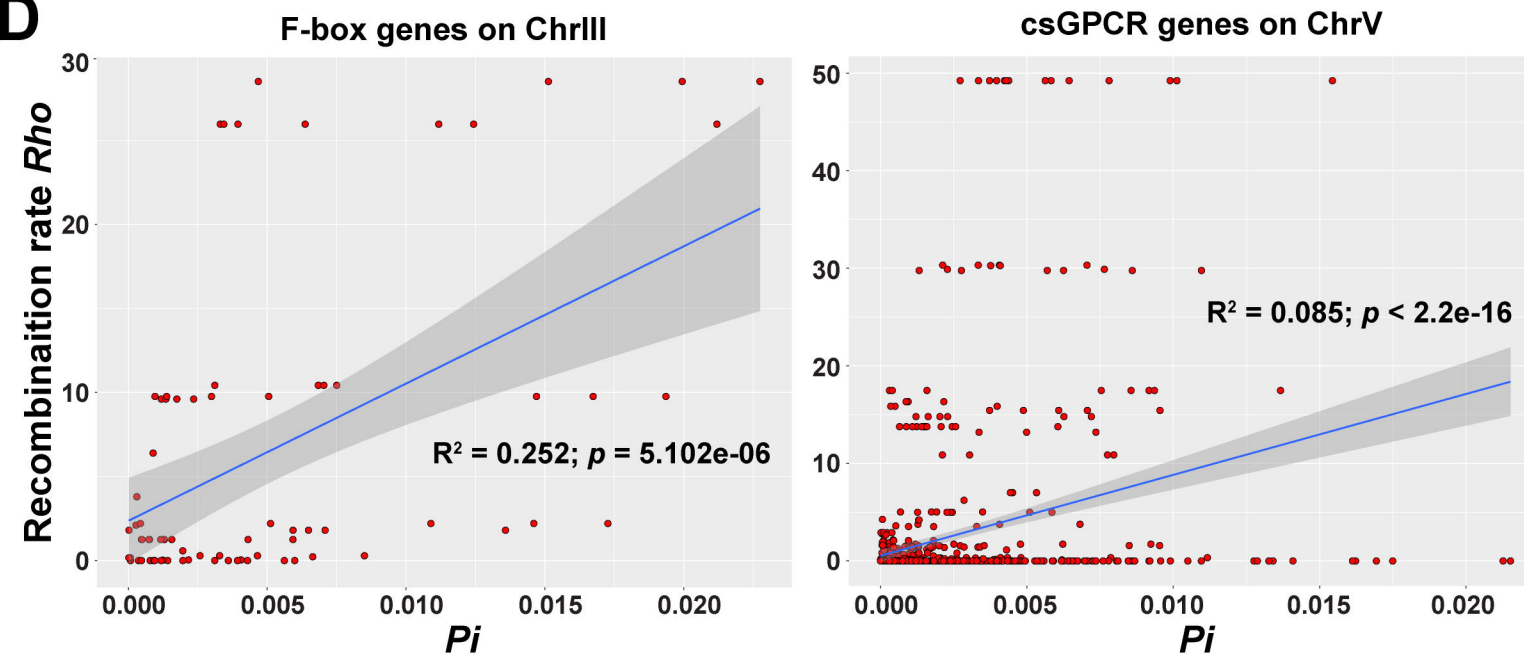 D
F-box genes on ChrIII
csGPCR genes on ChrV
Recombinaition rate Rho
30
20
10
0
R² = 0.252; p = 5.102e-06
0.000 0.005 0.010 0.015 0.020
Pi
50
40
30
20
10
0
R² = 0.085; p < 2.2e-16
0.000 0.005 0.010 0.015 0.020
Pi